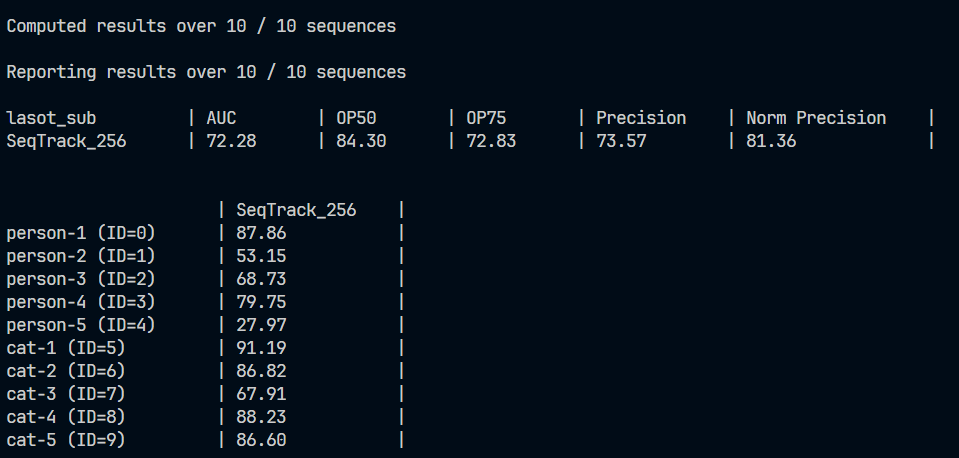 Computed results over 10 / 10 sequences
Reporting results over 10 / 10 sequences
lasot_sub | AUC | OP50 | OP75 | Precision | Norm Precision |
SeqTrack_256 | 72.28 | 84.30 | 72.83 | 73.57 | 81.36 |
| SeqTrack_256 |
person-1 (ID=0) | 87.86 |
person-2 (ID=1) | 53.15 |
person-3 (ID=2) | 68.73 |
person-4 (ID=3) | 79.75 |
person-5 (ID=4) | 27.97 |
cat-1 (ID=5) | 91.19 |
cat-2 (ID=6) | 86.82 |
cat-3 (ID=7) | 67.91 |
cat-4 (ID=8) | 88.23 |
cat-5 (ID=9) | 86.60 |